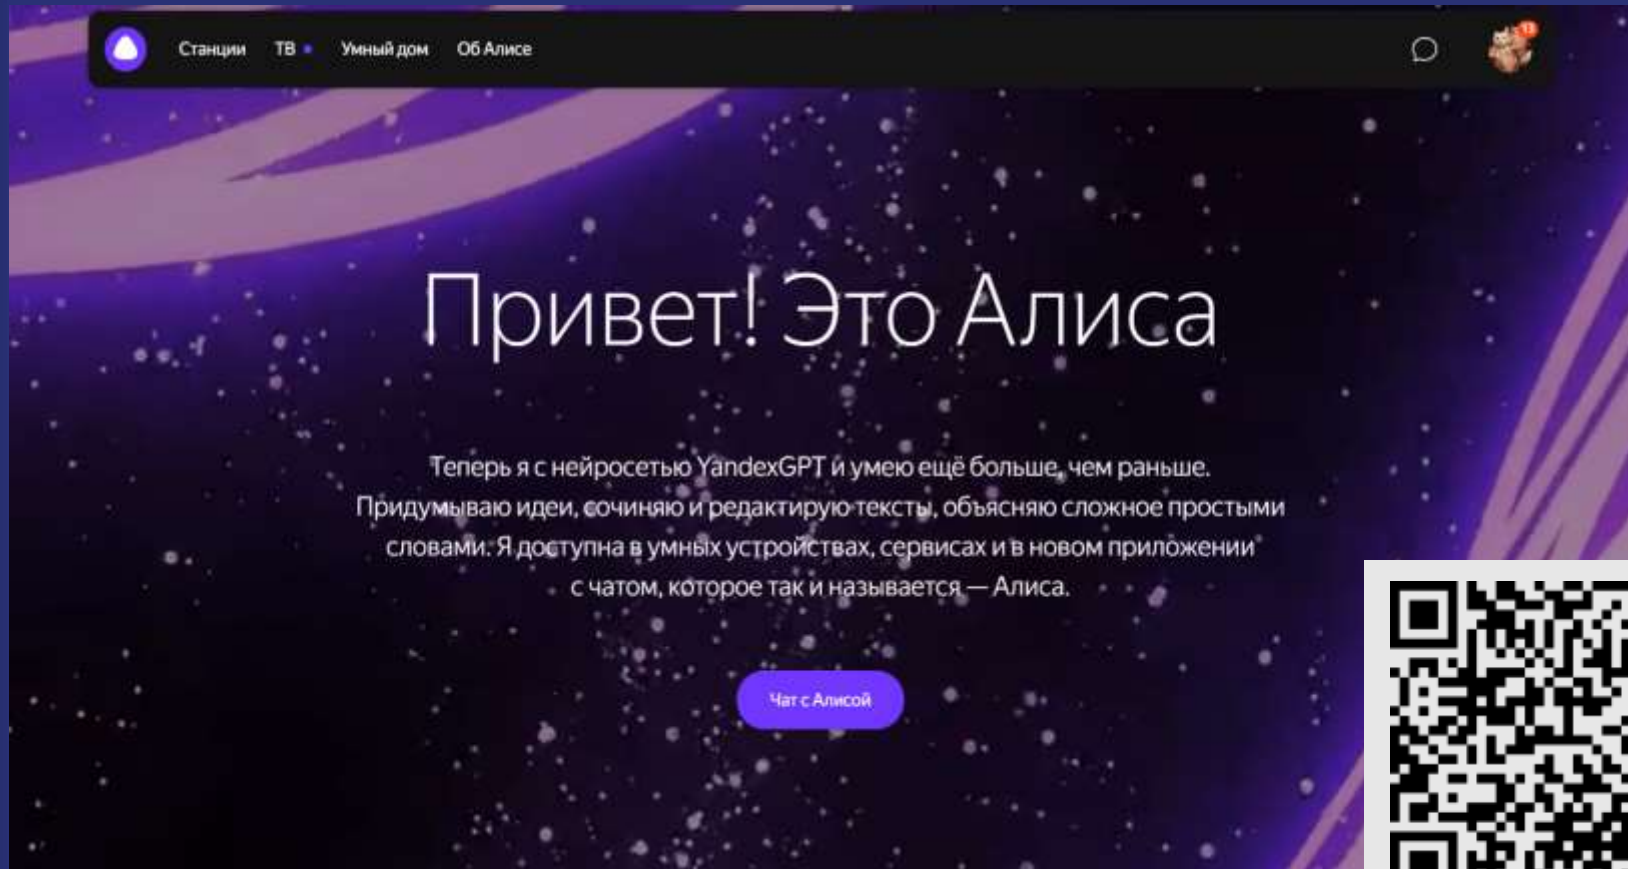 Станции ТВ Умный дом Об Алисе
13
Привет! Это Алиса
Теперь я с нейросетью YandexGPT и умею ещё больше, чем раньше.
Придумываю идеи, сочиняю и редактирую тексты, объясняю сложное простыми
словами. Я доступна в умных устройствах, сервисах и в новом приложении
с чатом, которое так и называется — Алиса.
Чат с Алисой